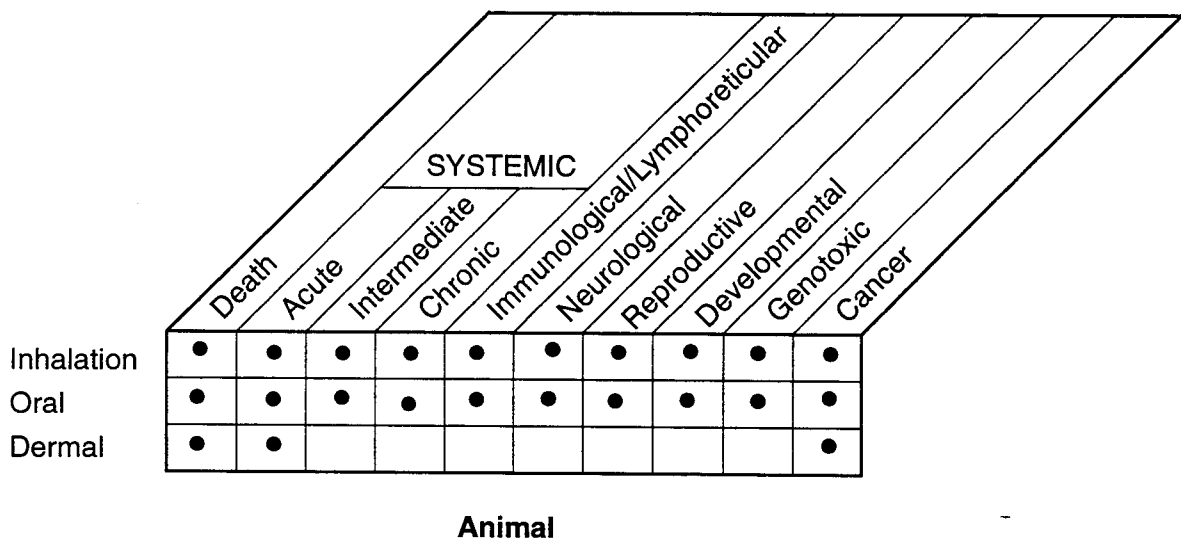 SYSTEMIC
Death
Acute
Intermediate
Chronic
Immunological/Lymphoreticular
Neurological
Reproductive
Developmental
Genotoxic
Cancer
Inhalation
Oral
Dermal
Animal